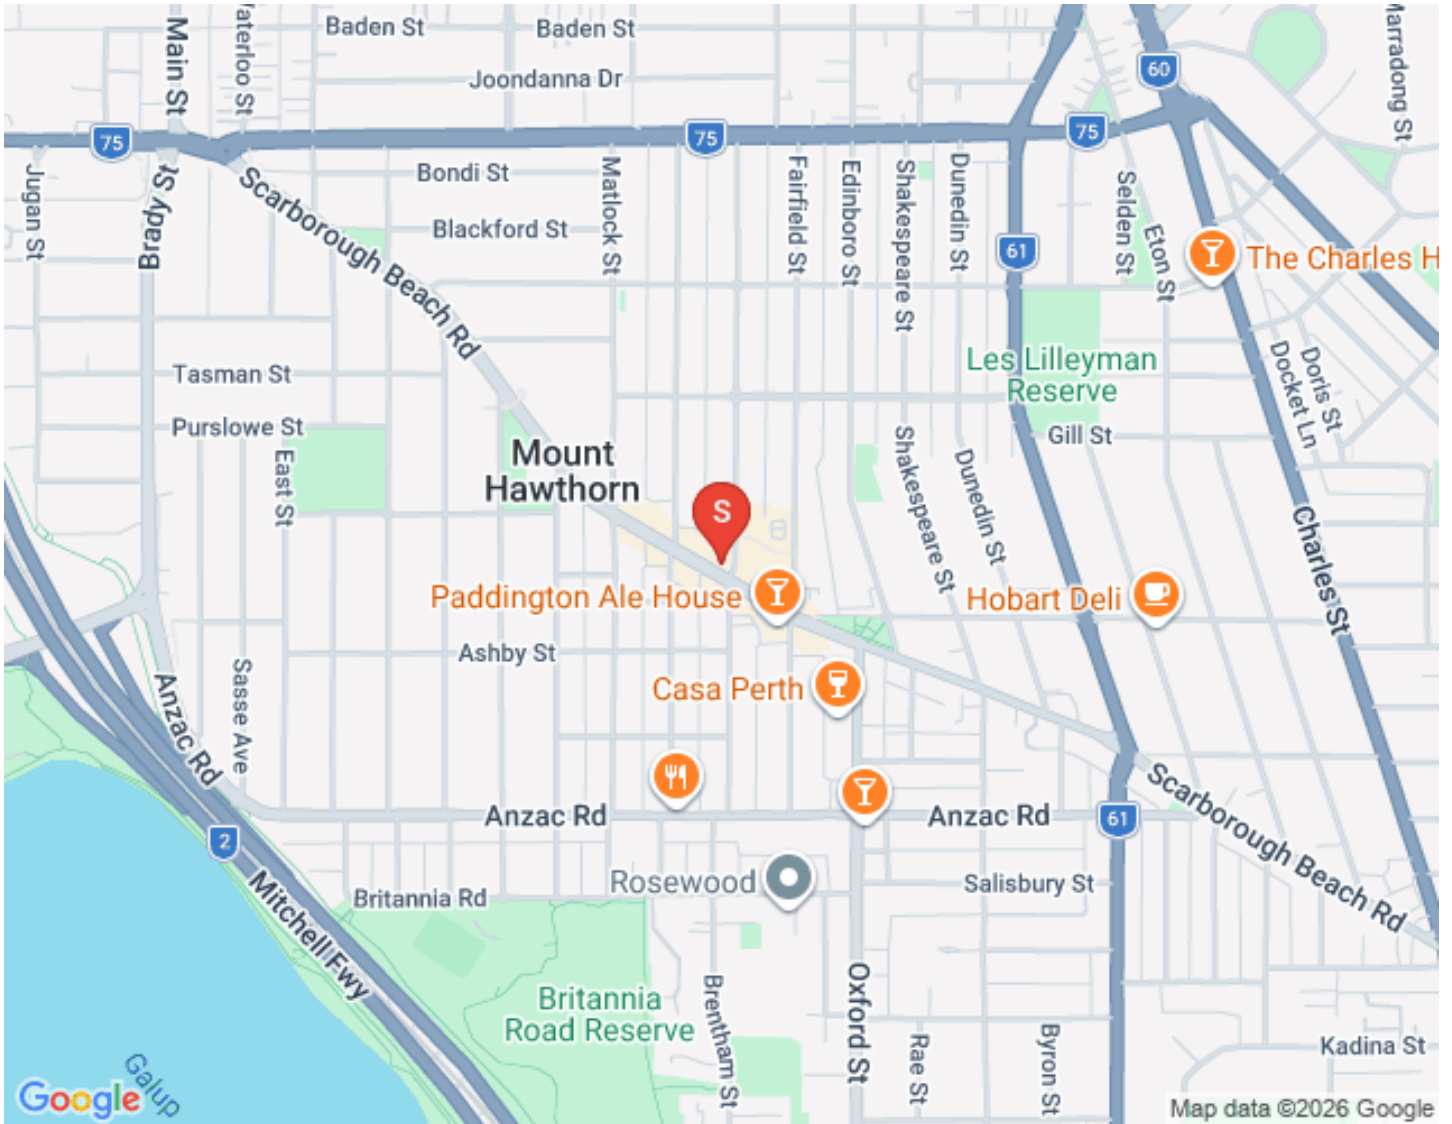 Main St
Waterloo St
Baden St
Baden St
Joondanna Dr
60
Marradong St
75
75
75
Jugan St
Brady St
Scarborough Beach Rd
Bondi St
Blackford St
Matlock St
Fairfield St
Edinboro St
Shakespeare St
Dunedin St
61
Selden St
Eton St
The Charles H
Tasman St
Purslowe St
East St
Mount
Hawthorn
Les Lilleyman
Reserve
Gill St
Doris St
Docket Ln
S
Shakespeare St
Dunedin St
Charles St
Paddington Ale House
Hobart Deli
Ashby St
Casa Perth
Sasse Ave
Anzac Rd
Anzac Rd
Anzac Rd
61
Scarborough Beach Rd
2
Mitchell Fwy
Britannia Rd
Rosewood
Salisbury St
Britannia
Road Reserve
Brentham St
Oxford St
Rae St
Byron St
Kadina St
Galup
Google
Map data ©2026 Google